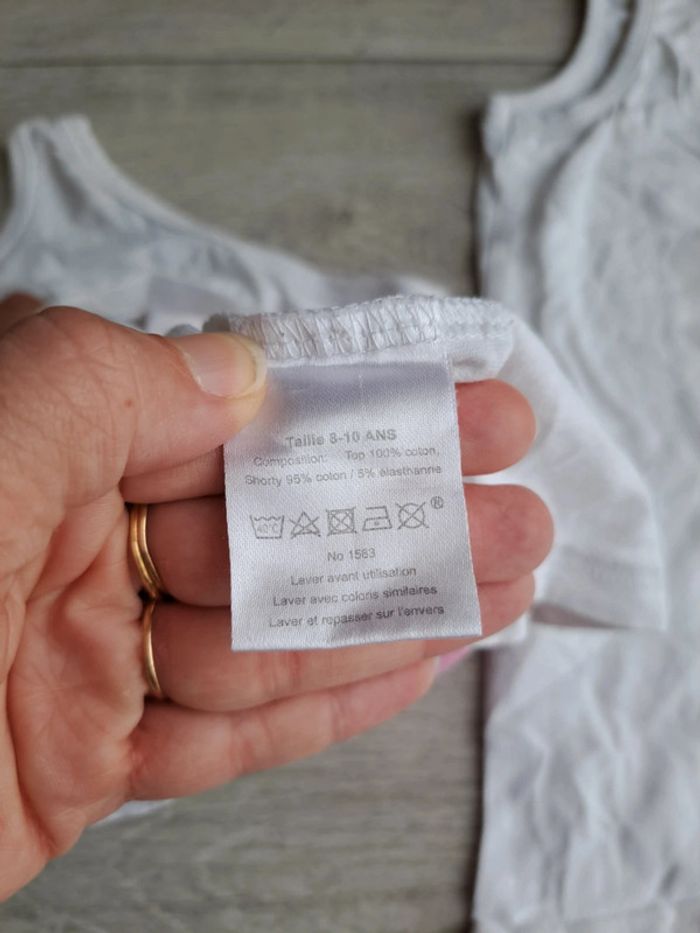 Taille 8-10 ANS
Composition: Top 100% coton,
Shorty 95% coton / 5% élasthanne
40°C ®
No 1563
Laver avant utilisation
Laver avec coloris similaires
Laver et repasser sur l'envers